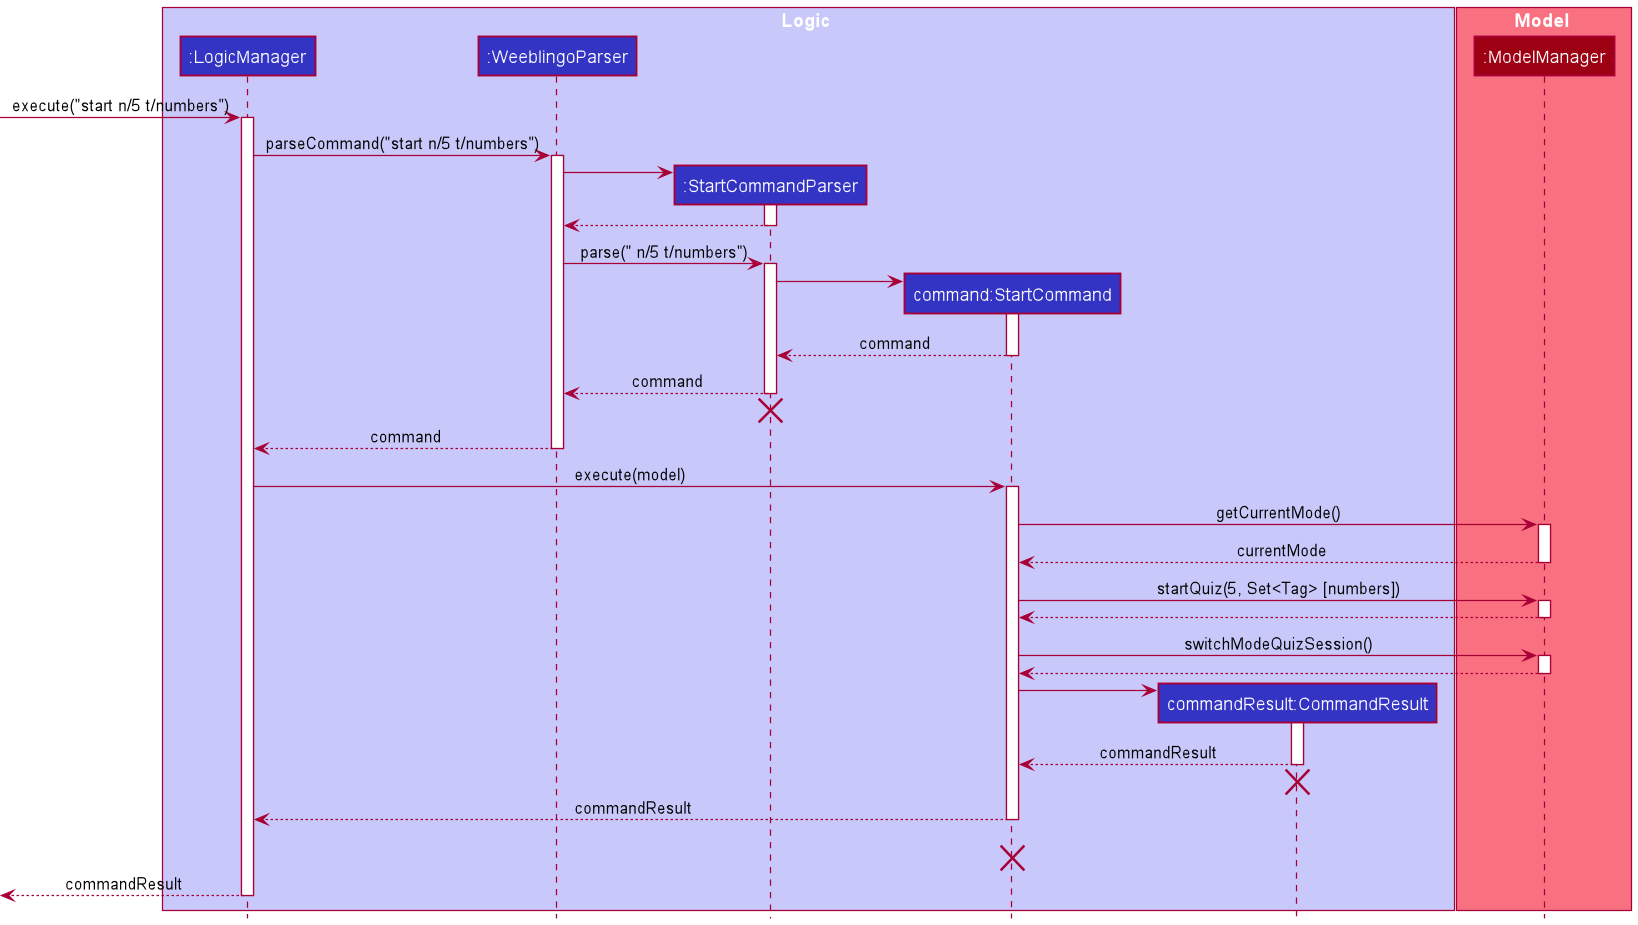 Logic
Model
:LogicManager
:WeeblingoParser
:ModelManager
execute("start n/5 t/numbers")
parseCommand("start n/5 t/numbers")
:StartCommandParser
parse(" n/5 t/numbers")
command:StartCommand
command
command
command
execute(model)
getCurrentMode()
currentMode
startQuiz(5, Set<Tag> [numbers])
switchModeQuizSession()
commandResult:CommandResult
commandResult
commandResult
commandResult